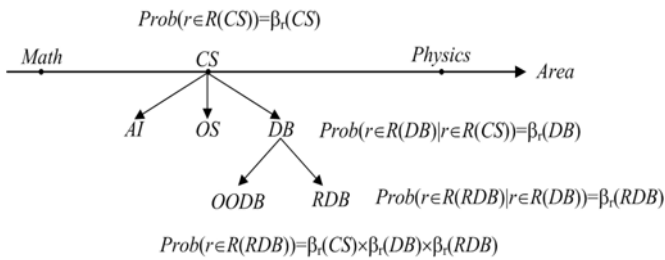 Prob(r∈R(CS))=βᵣ(CS)
Math CS Physics
Area
AI OS DB Prob(r∈R(DB)|r∈R(CS))=βᵣ(DB)
OODB RDB Prob(r∈R(RDB)|r∈R(DB))=βᵣ(RDB)
Prob(r∈R(RDB))=βᵣ(CS)×βᵣ(DB)×βᵣ(RDB)